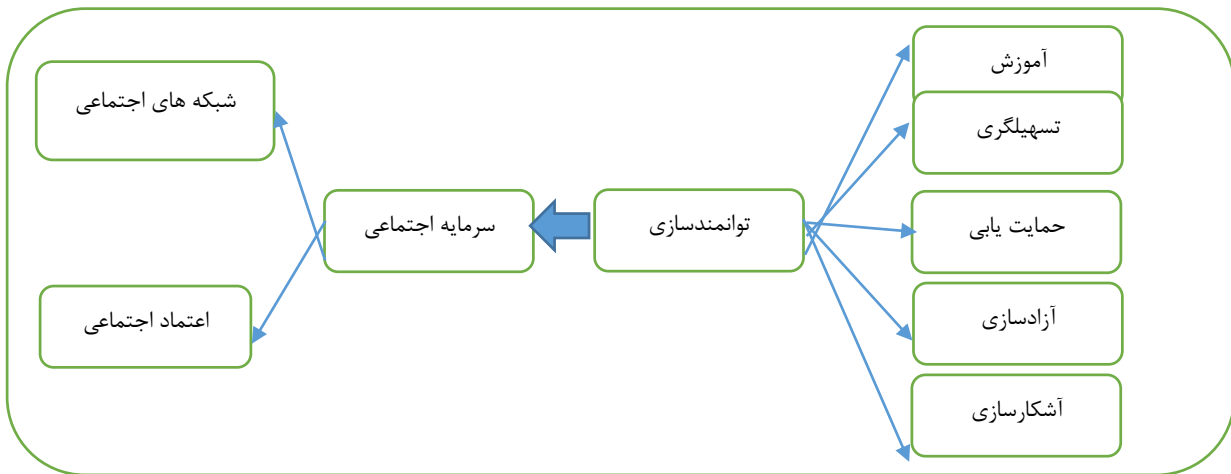 آموزش
تسهیلگری
حمایت یابی
آزادسازی
آشکارسازی
توانمندسازی
سرمایه اجتماعی
شبکه های اجتماعی
اعتماد اجتماعی